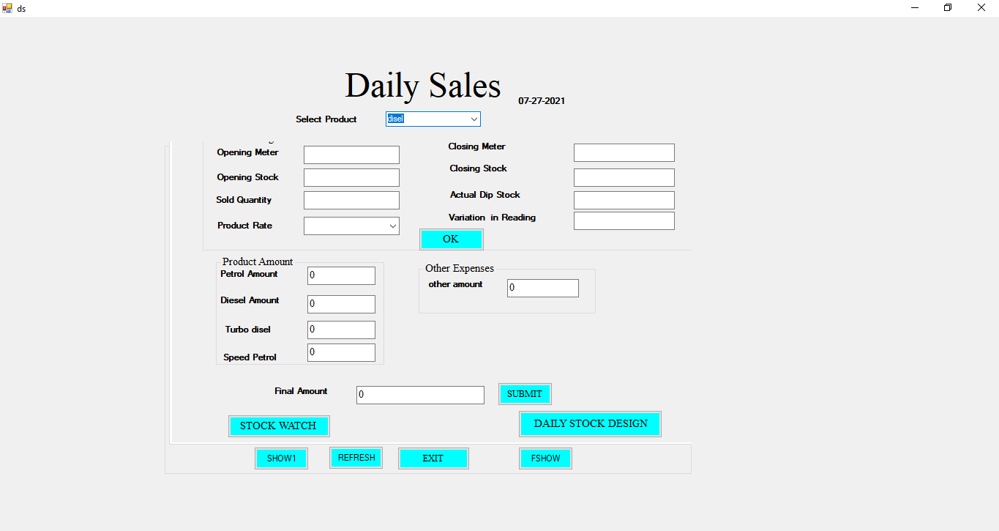 ds
Daily Sales
07-27-2021
Select Product
disel
Opening Meter
Closing Meter
Opening Stock
Closing Stock
Sold Quantity
Actual Dip Stock
Product Rate
Variation in Reading
OK
Product Amount
Other Expenses
Petrol Amount 0
other amount 0
Diesel Amount 0
Turbo disel 0
Speed Petrol 0
Final Amount 0 SUBMIT
STOCK WATCH
DAILY STOCK DESIGN
SHOW1 REFRESH EXIT FSHOW